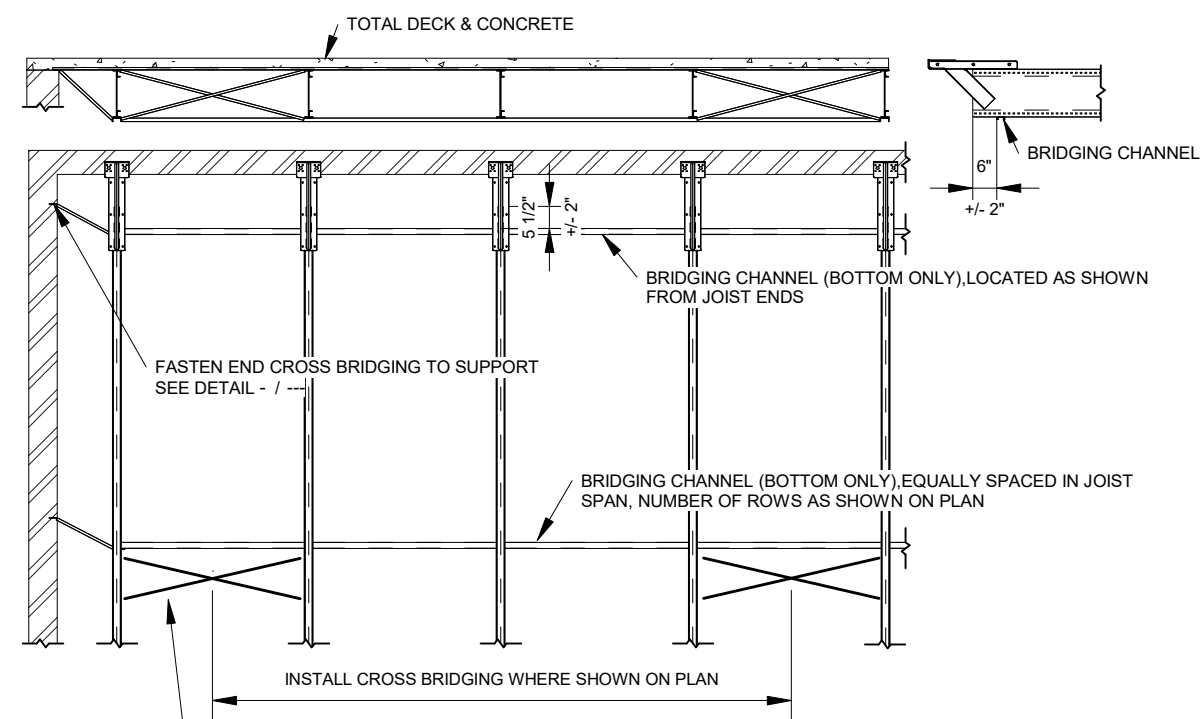 TOTAL DECK & CONCRETE
6"
+/- 2"
BRIDGING CHANNEL
5 1/2"
+/- 2"
BRIDGING CHANNEL (BOTTOM ONLY),LOCATED AS SHOWN
FROM JOIST ENDS
FASTEN END CROSS BRIDGING TO SUPPORT
SEE DETAIL - / ---
BRIDGING CHANNEL (BOTTOM ONLY),EQUALLY SPACED IN JOIST
SPAN, NUMBER OF ROWS AS SHOWN ON PLAN
INSTALL CROSS BRIDGING WHERE SHOWN ON PLAN